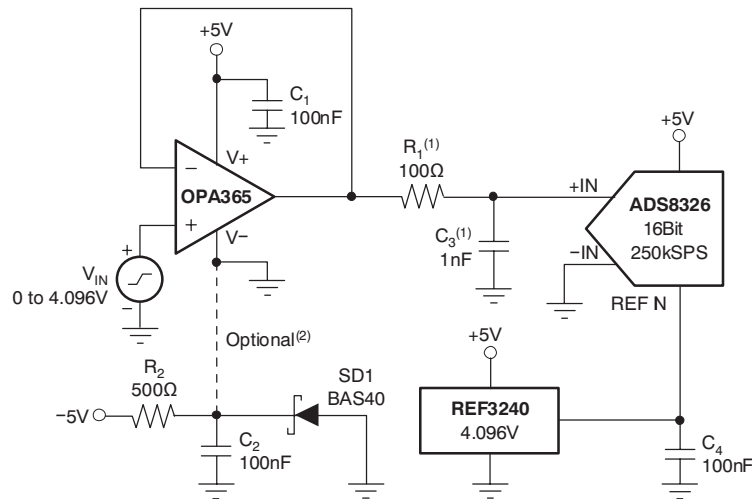 +5V
C1
100nF
V+
−
OPA365
+
V−
+
VIN
0 to 4.096V
−
R1(1)
100Ω
C3(1)
1nF
+5V
+IN
ADS8326
16Bit
250kSPS
−IN
REF N
Optional(2)
R2
500Ω
−5V
SD1
BAS40
C2
100nF
+5V
REF3240
4.096V
C4
100nF